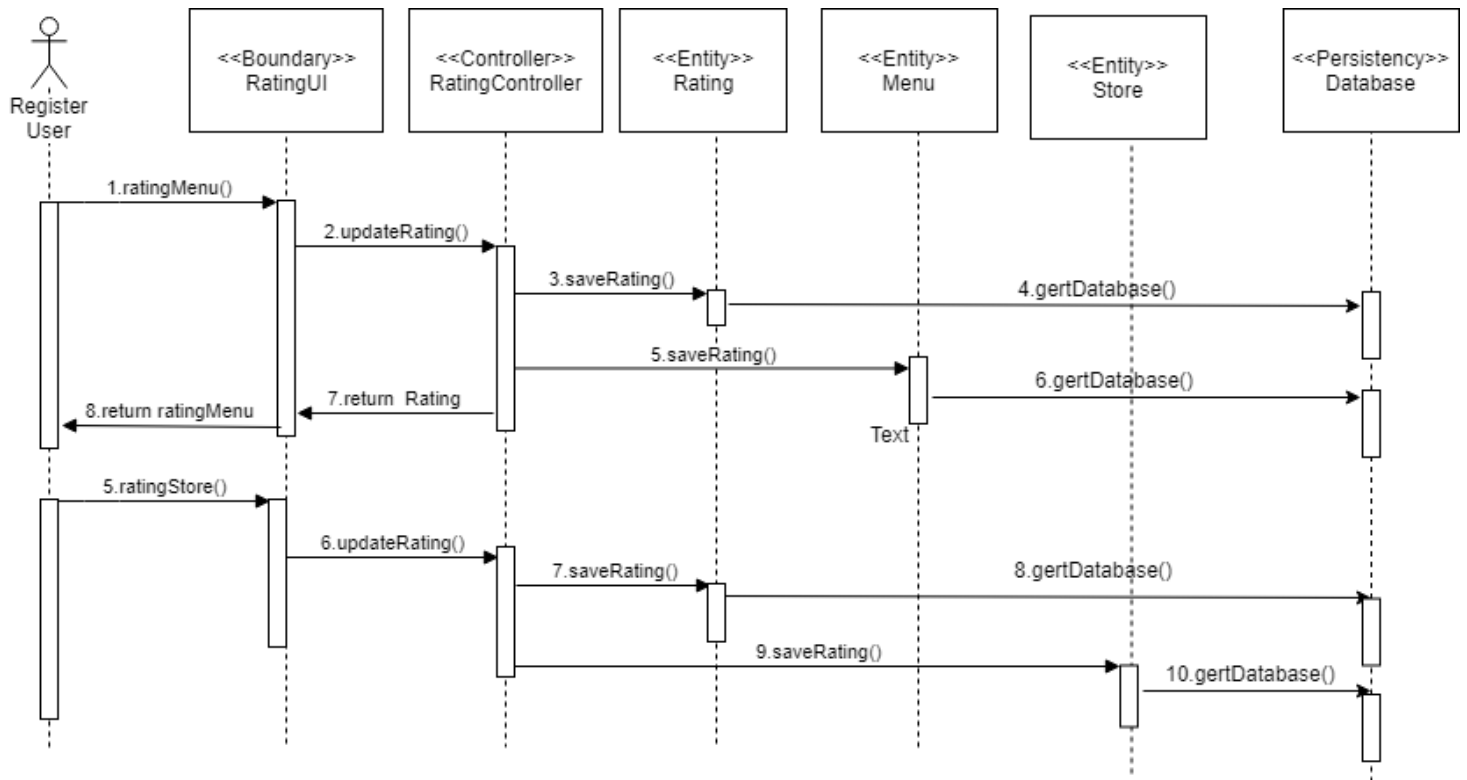 Register
User
<<Boundary>>
RatingUI
<<Controller>>
RatingController
<<Entity>>
Rating
<<Entity>>
Menu
<<Entity>>
Store
<<Persistency>>
Database
1.ratingMenu()
2.updateRating()
3.saveRating()
4.gertDatabase()
5.saveRating()
6.gertDatabase()
7.return Rating
8.return ratingMenu
Text
5.ratingStore()
6.updateRating()
7.saveRating()
8.gertDatabase()
9.saveRating()
10.gertDatabase()